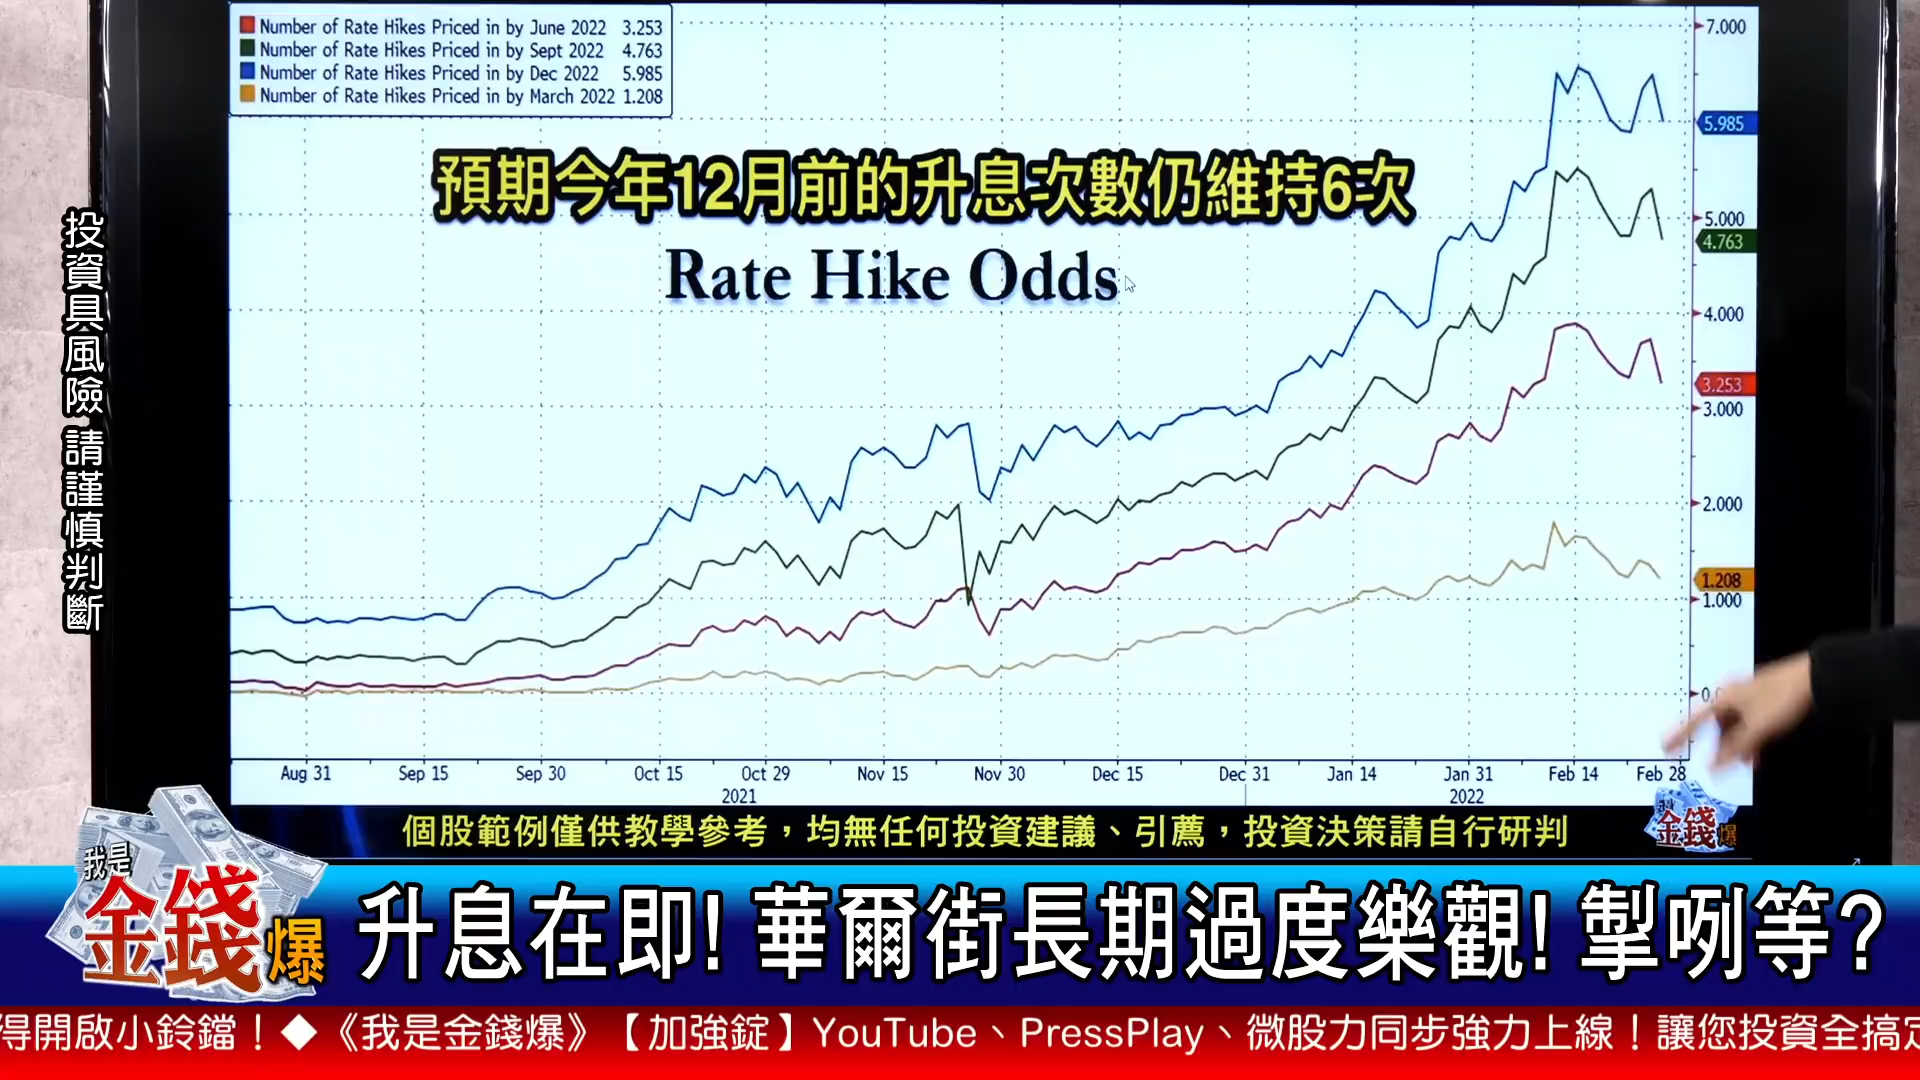 Number of Rate Hikes Priced in by June 2022 3.253
Number of Rate Hikes Priced in by Sept 2022 4.763
Number of Rate Hikes Priced in by Dec 2022 5.985
Number of Rate Hikes Priced in by March 2022 1.208
預期今年12月前的升息次數仍維持6次
Rate Hike Odds
7.000
5.985
5.000
4.763
4.000
3.253
3.000
2.000
1.208
1.000
Aug 31 Sep 15 Sep 30 Oct 15 Oct 29 Nov 15 Nov 30 Dec 15 Dec 31 Jan 14 Jan 31 Feb 14 Feb 28
2021 2022
投資具風險 請謹慎判斷
個股範例僅供教學參考，均無任何投資建議、引薦，投資決策請自行研判
金錢爆
我是
金錢爆
升息在即! 華爾街長期過度樂觀! 掣咧等?
得開啟小鈴鐺！◆《我是金錢爆》【加強錠】YouTube、PressPlay、微股力同步強力上線！讓您投資全搞定